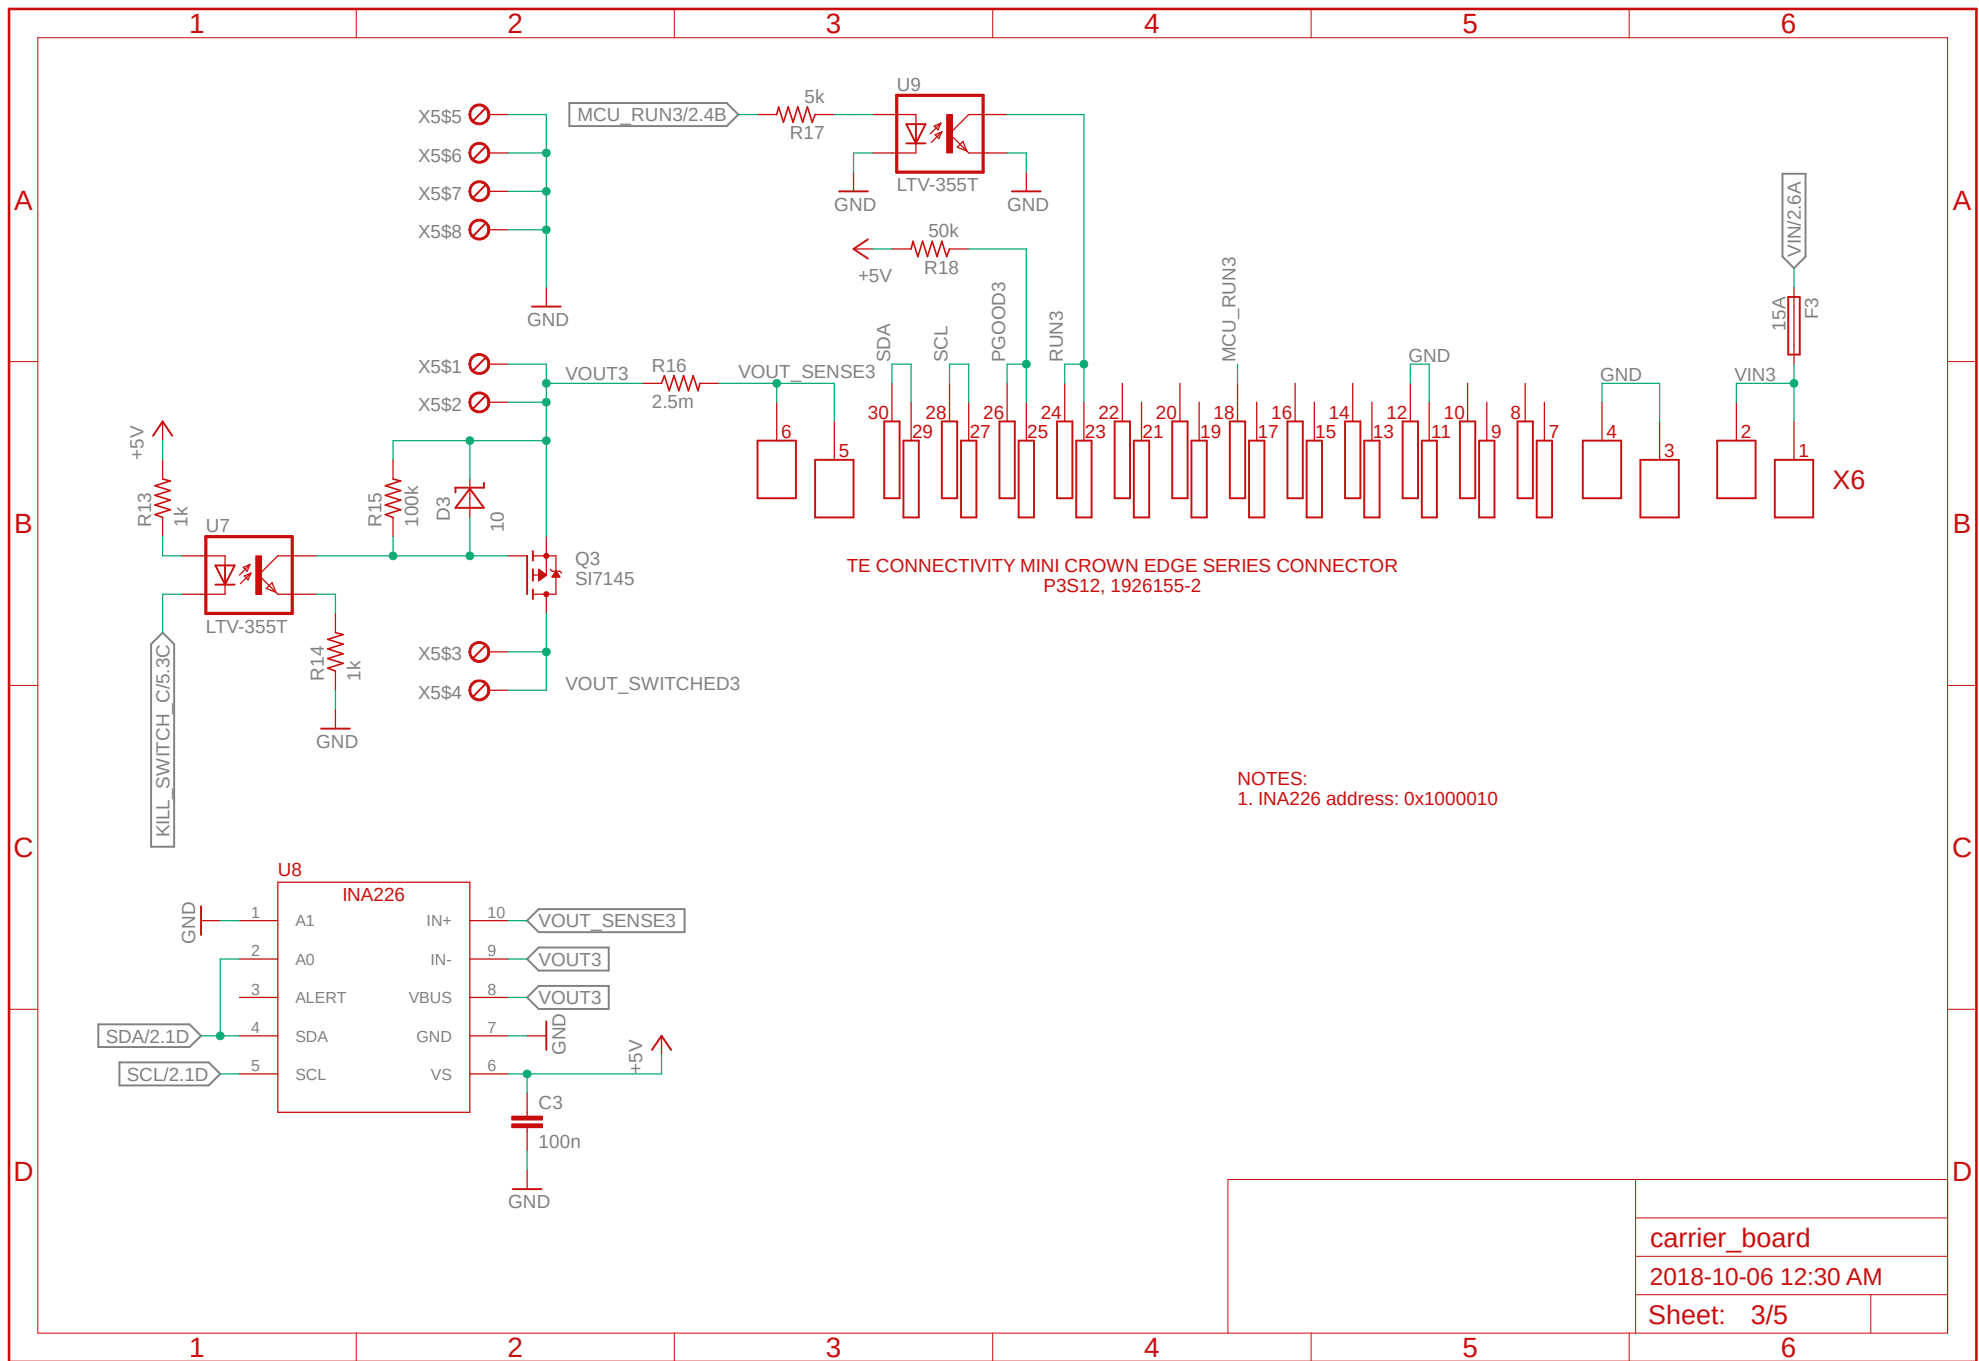 1 2 3 4 5 6
A A
B B
C C
D D
X5$5
X5$6
X5$7
X5$8
GND
MCU_RUN3/2.4B
5k
R17
U9
LTV-355T
GND
GND
50k
R18
+5V
X5$1
X5$2
VOUT3
R16
2.5m
VOUT_SENSE3
SDA
SCL
PGOOD3
RUN3
MCU_RUN3
GND
GND
VIN3
VIN/2.6A
15A
F3
6
5
30
29
28
27
26
25
24
23
22
21
20
19
18
17
16
15
14
13
12
11
10
9
8
7
4
3
2
1
X6
TE CONNECTIVITY MINI CROWN EDGE SERIES CONNECTOR
P3S12, 1926155-2
+5V
R13
1k
U7
LTV-355T
KILL_SWITCH_C/5.3C
R15
100k
D3
10
Q3
SI7145
R14
1k
GND
X5$3
X5$4
VOUT_SWITCHED3
NOTES:
1. INA226 address: 0x1000010
U8
INA226
GND
1 A1
2 A0
3 ALERT
4 SDA
5 SCL
SDA/2.1D
SCL/2.1D
IN+ 10 VOUT_SENSE3
IN- 9 VOUT3
VBUS 8 VOUT3
GND 7 GND
VS 6
+5V
C3
100n
GND
carrier_board
2018-10-06 12:30 AM
Sheet: 3/5
1 2 3 4 5 6